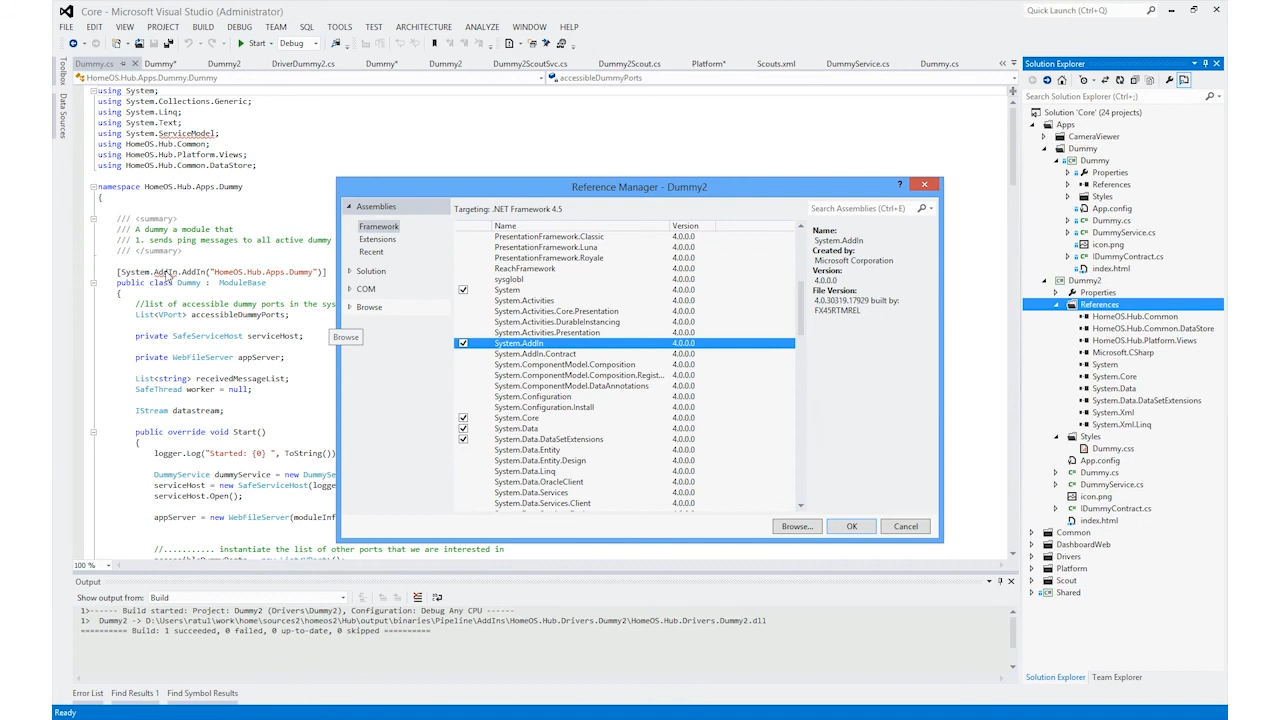 Core - Microsoft Visual Studio (Administrator)
Quick Launch (Ctrl+Q)
FILE EDIT VIEW PROJECT BUILD DEBUG TEAM SQL TOOLS TEST ARCHITECTURE ANALYZE WINDOW HELP
Start Debug
Toolbox
Data Sources
Dummy.cs Dummy* Dummy2 DriverDummy2.cs Dummy* Dummy2 Dummy2ScoutSvc.cs Dummy2Scout.cs Platform* Scouts.xml DummyService.cs Dummy.cs
HomeOS.Hub.Apps.Dummy.Dummy
accessibleDummyPorts
using System;
using System.Collections.Generic;
using System.Linq;
using System.Text;
using System.ServiceModel;
using HomeOS.Hub.Common;
using HomeOS.Hub.Platform.Views;
using HomeOS.Hub.Common.DataStore;
namespace HomeOS.Hub.Apps.Dummy
{
/// <summary>
/// A dummy a module that
/// 1. sends ping messages to all active dummy
/// </summary>
[System.AddIn.AddIn("HomeOS.Hub.Apps.Dummy")]
public class Dummy : ModuleBase
{
//list of accessible dummy ports in the sys
List<VPort> accessibleDummyPorts;
private SafeServiceHost serviceHost;
private WebFileServer appServer;
List<string> receivedMessageList;
SafeThread worker = null;
IStream datastream;
public override void Start()
{
logger.Log("Started: {0} ", ToString())
DummyService dummyService = new DummySe
serviceHost = new SafeServiceHost(logge
serviceHost.Open();
appServer = new WebFileServer(moduleInf
//........... instantiate the list of other ports that we are interested in
100 %
Reference Manager - Dummy2
?
Assemblies
Framework
Extensions
Recent
Solution
COM
Browse
Browse
Targeting: .NET Framework 4.5
Search Assemblies (Ctrl+E)
Name Version
PresentationFramework.Classic 4.0.0.0
PresentationFramework.Luna 4.0.0.0
PresentationFramework.Royale 4.0.0.0
ReachFramework 4.0.0.0
sysglobl 4.0.0.0
System 4.0.0.0
System.Activities 4.0.0.0
System.Activities.Core.Presentation 4.0.0.0
System.Activities.DurableInstancing 4.0.0.0
System.Activities.Presentation 4.0.0.0
System.AddIn 4.0.0.0
System.AddIn.Contract 4.0.0.0
System.ComponentModel.Composition 4.0.0.0
System.ComponentModel.Composition.Regist... 4.0.0.0
System.ComponentModel.DataAnnotations 4.0.0.0
System.Configuration 4.0.0.0
System.Configuration.Install 4.0.0.0
System.Core 4.0.0.0
System.Data 4.0.0.0
System.Data.DataSetExtensions 4.0.0.0
System.Data.Entity 4.0.0.0
System.Data.Entity.Design 4.0.0.0
System.Data.Linq 4.0.0.0
System.Data.OracleClient 4.0.0.0
System.Data.Services 4.0.0.0
System.Data.Services.Client 4.0.0.0
Name:
System.AddIn
Created by:
Microsoft Corporation
Version:
4.0.0.0
File Version:
4.0.30319.17929 built by:
FX45RTMREL
Browse... OK Cancel
Solution Explorer
Search Solution Explorer (Ctrl+;)
Solution 'Core' (24 projects)
Apps
CameraViewer
Dummy
Dummy
Properties
References
Styles
App.config
Dummy.cs
DummyService.cs
icon.png
IDummyContract.cs
index.html
Dummy2
Properties
References
HomeOS.Hub.Common
HomeOS.Hub.Common.DataStore
HomeOS.Hub.Platform.Views
Microsoft.CSharp
System
System.Core
System.Data
System.Data.DataSetExtensions
System.Xml
System.Xml.Linq
Styles
Dummy.css
App.config
Dummy.cs
DummyService.cs
icon.png
IDummyContract.cs
index.html
Common
DashboardWeb
Drivers
Platform
Scout
Shared
Solution Explorer Team Explorer
Output
Show output from: Build
1>------ Build started: Project: Dummy2 (Drivers\Dummy2), Configuration: Debug Any CPU ------
1> Dummy2 -> D:\Users\ratul\work\home\sources2\homeos2\Hub\output\binaries\Pipeline\AddIns\HomeOS.Hub.Drivers.Dummy2\HomeOS.Hub.Drivers.Dummy2.dll
========== Build: 1 succeeded, 0 failed, 0 up-to-date, 0 skipped ==========
Error List Find Results 1 Find Symbol Results
Ready